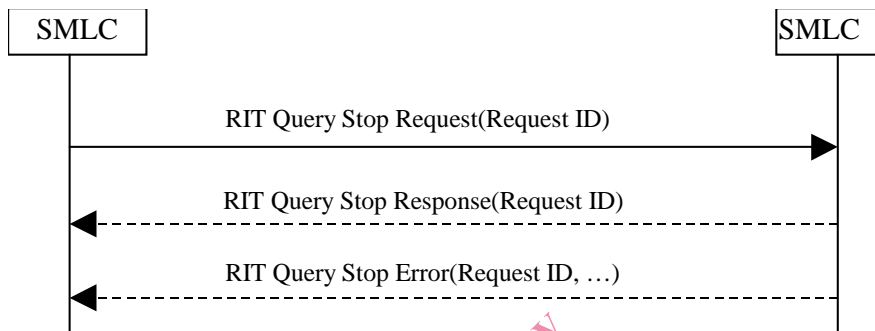 SMLC
SMLC
RIT Query Stop Request(Request ID)
RIT Query Stop Response(Request ID)
RIT Query Stop Error(Request ID, …)